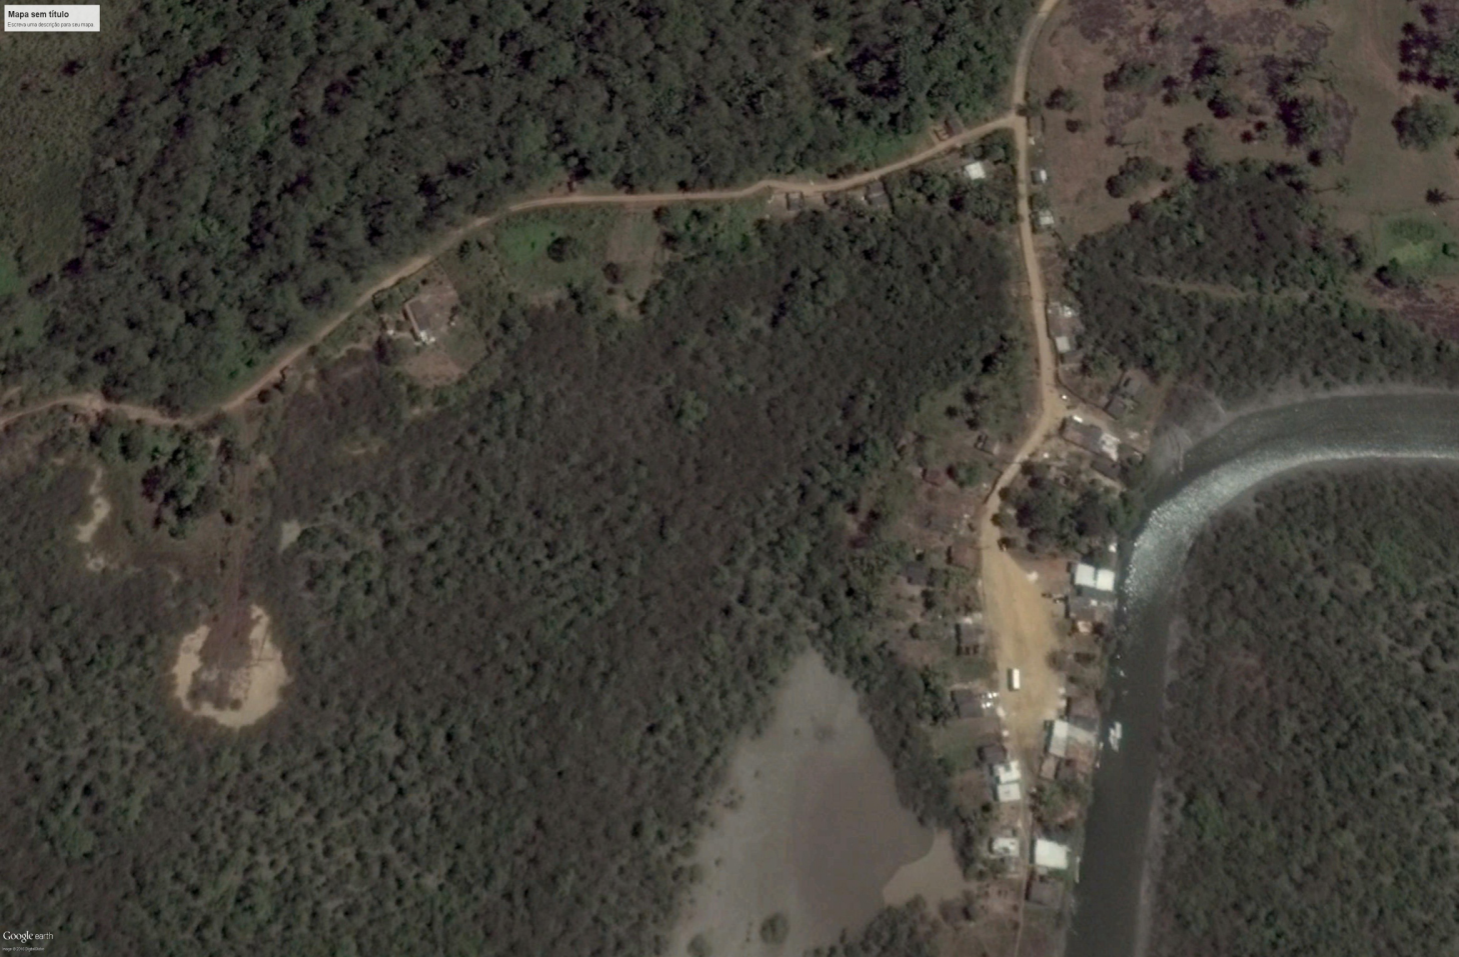 Mapa sem título
Escreva uma descrição para seu mapa.
Google earth